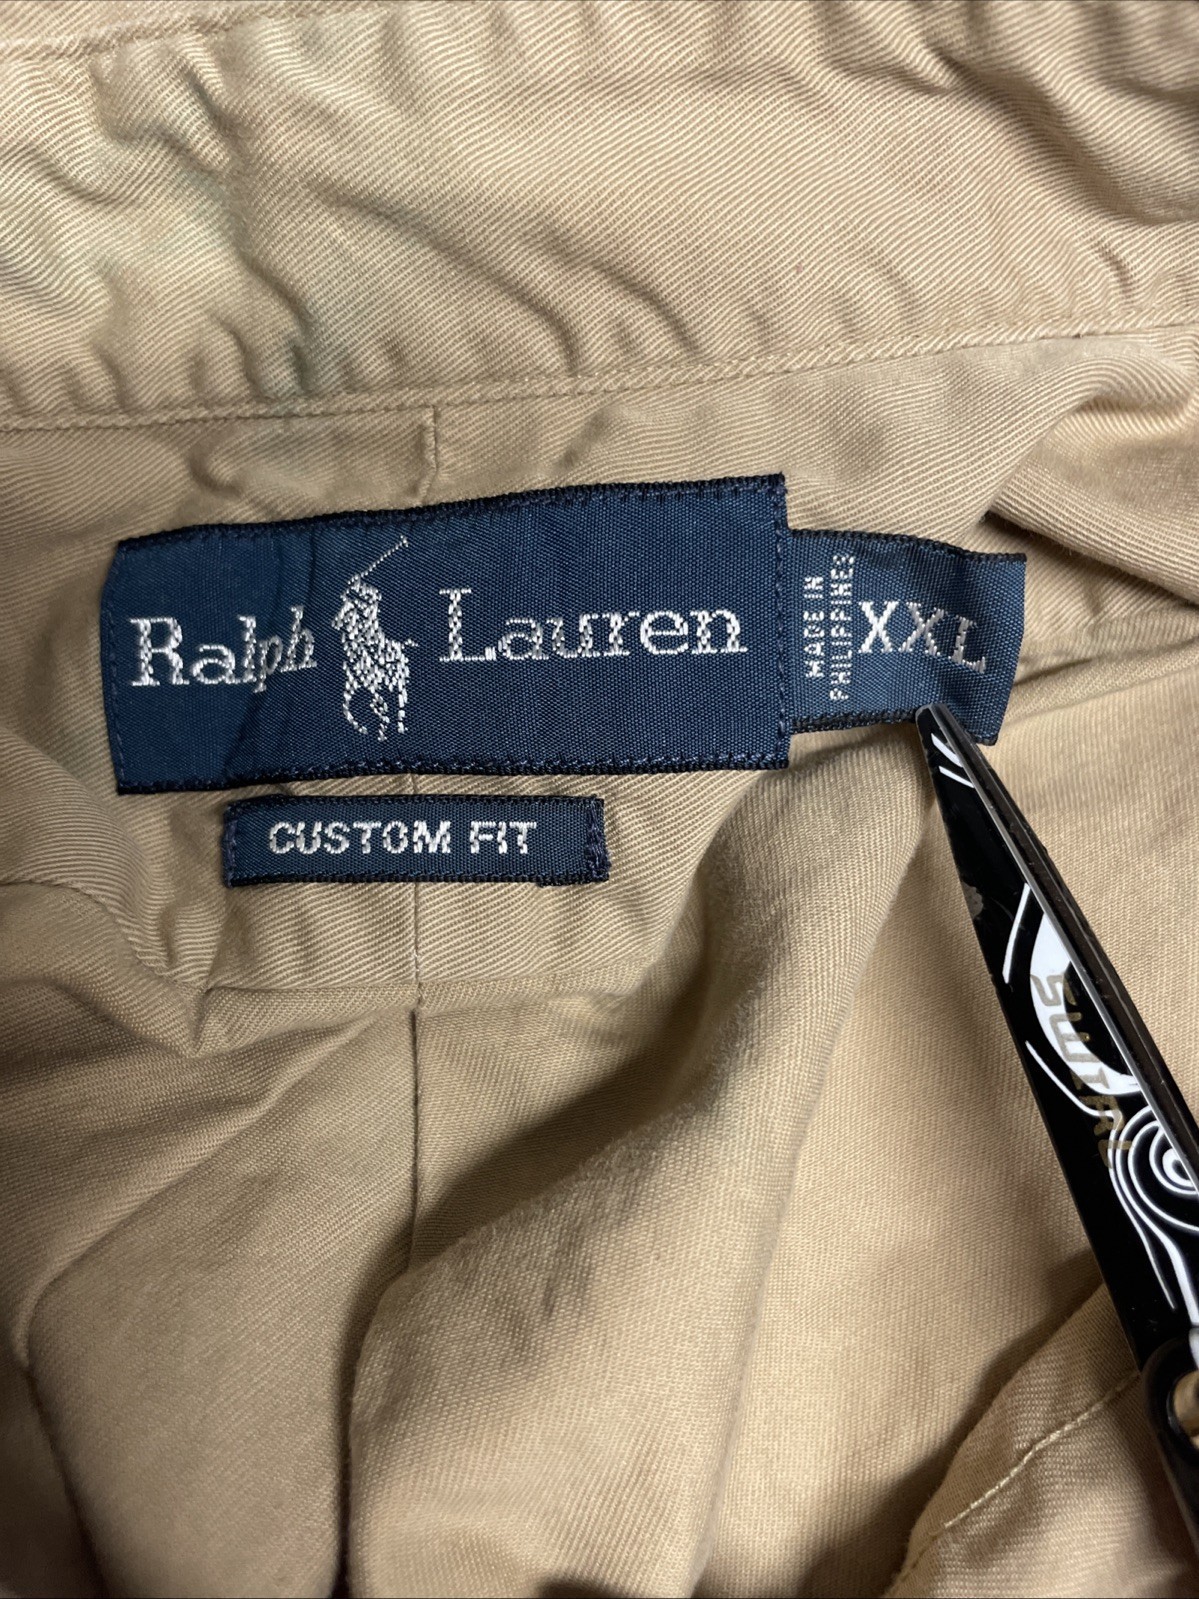 Ralph Lauren
MADE IN
PHILIPPINES
XXL
CUSTOM FIT